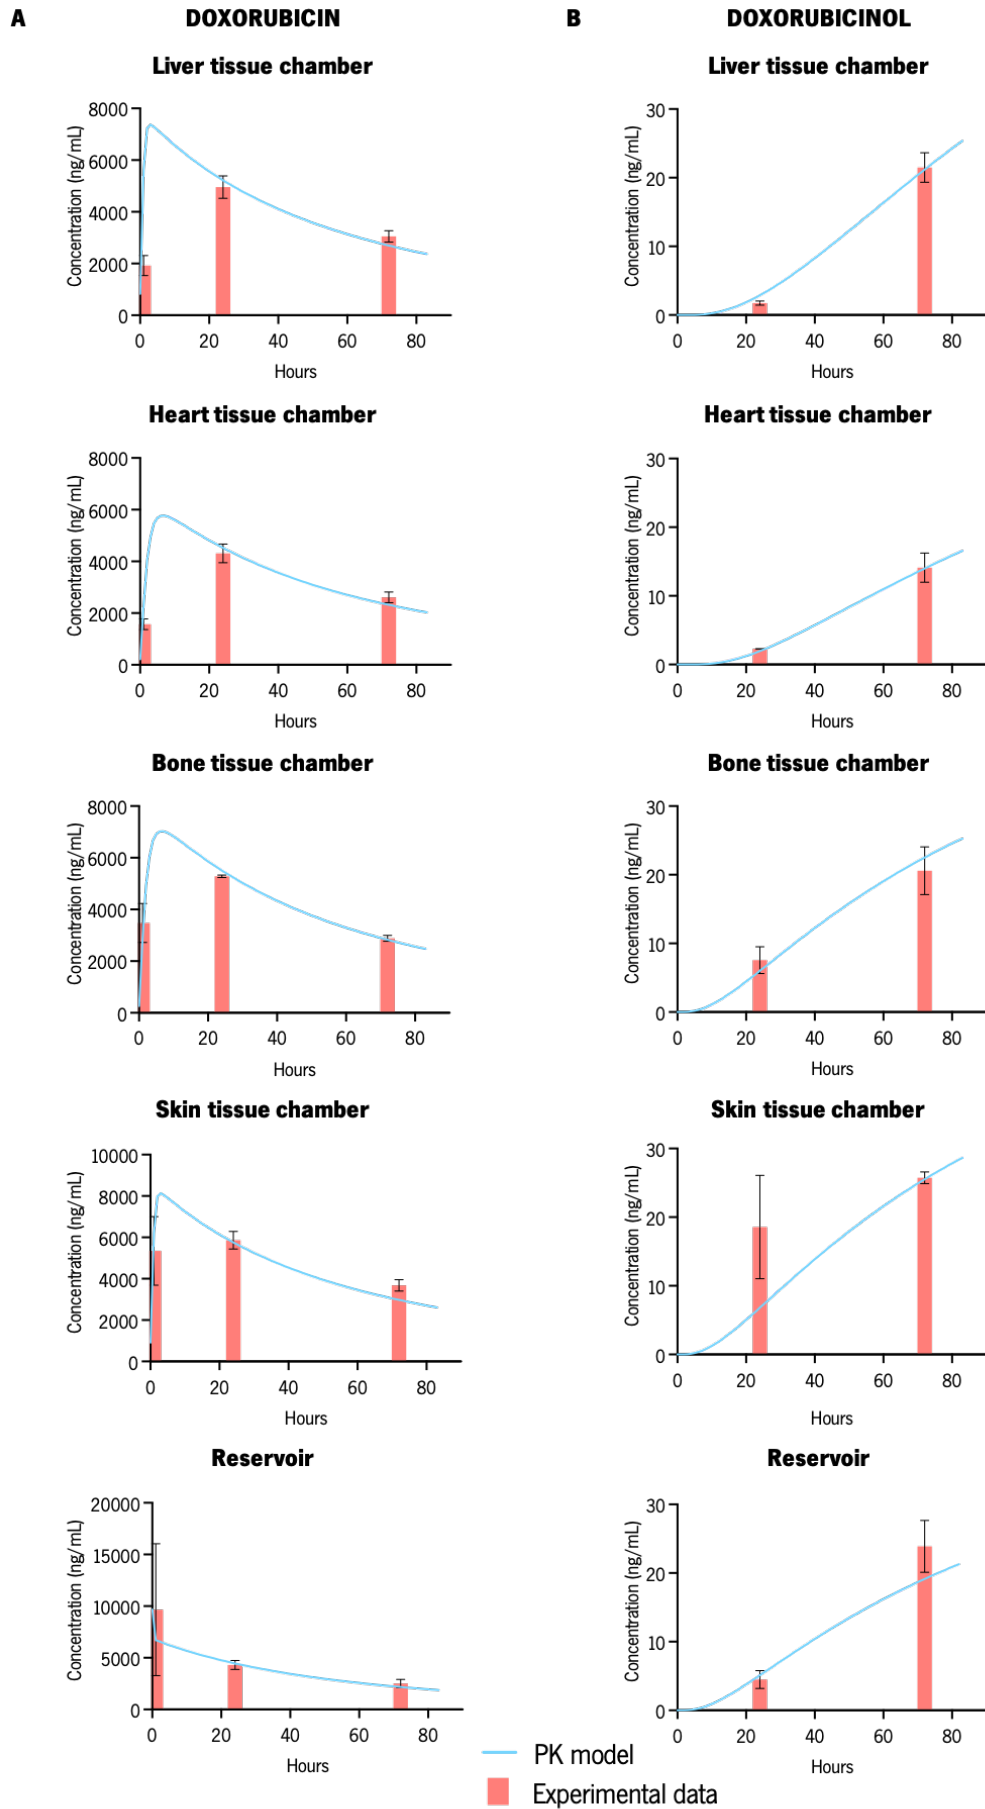 A DOXORUBICIN B DOXORUBICINOL
Liver tissue chamber Liver tissue chamber
Concentration (ng/mL)
8000
6000
4000
2000
0
0 20 40 60 80
Hours
Concentration (ng/mL)
30
20
10
0
0 20 40 60 80
Hours
Heart tissue chamber Heart tissue chamber
Concentration (ng/mL)
8000
6000
4000
2000
0
0 20 40 60 80
Hours
Concentration (ng/mL)
30
20
10
0
0 20 40 60 80
Hours
Bone tissue chamber Bone tissue chamber
Concentration (ng/mL)
8000
6000
4000
2000
0
0 20 40 60 80
Hours
Concentration (ng/mL)
30
20
10
0
0 20 40 60 80
Hours
Skin tissue chamber Skin tissue chamber
Concentration (ng/mL)
10000
8000
6000
4000
2000
0
0 20 40 60 80
Hours
Concentration (ng/mL)
30
20
10
0
0 20 40 60 80
Hours
Reservoir Reservoir
Concentration (ng/mL)
20000
15000
10000
5000
0
0 20 40 60 80
Hours
Concentration (ng/mL)
30
20
10
0
0 20 40 60 80
Hours
PK model
Experimental data